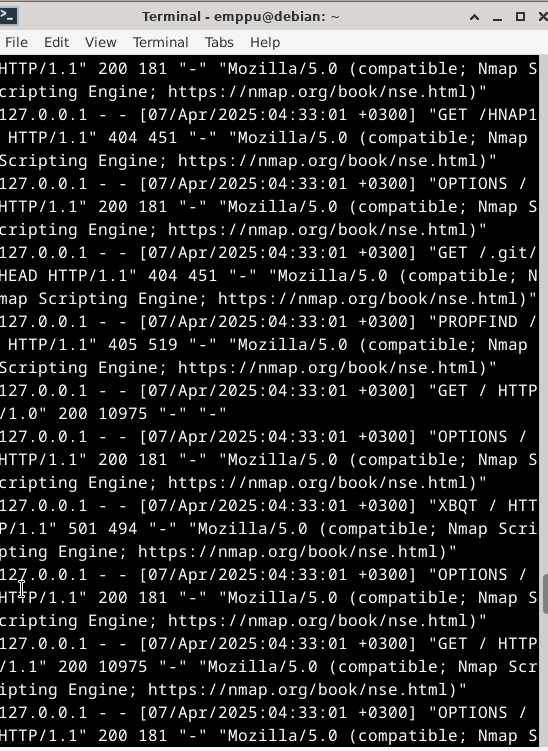 Terminal - emppu@debian: ~
File Edit View Terminal Tabs Help
HTTP/1.1" 200 181 "-" "Mozilla/5.0 (compatible; Nmap S
cripting Engine; https://nmap.org/book/nse.html)"
127.0.0.1 - - [07/Apr/2025:04:33:01 +0300] "GET /HNAP1
 HTTP/1.1" 404 451 "-" "Mozilla/5.0 (compatible; Nmap 
Scripting Engine; https://nmap.org/book/nse.html)"
127.0.0.1 - - [07/Apr/2025:04:33:01 +0300] "OPTIONS / 
HTTP/1.1" 200 181 "-" "Mozilla/5.0 (compatible; Nmap S
cripting Engine; https://nmap.org/book/nse.html)"
127.0.0.1 - - [07/Apr/2025:04:33:01 +0300] "GET /.git/
HEAD HTTP/1.1" 404 451 "-" "Mozilla/5.0 (compatible; N
map Scripting Engine; https://nmap.org/book/nse.html)"
127.0.0.1 - - [07/Apr/2025:04:33:01 +0300] "PROPFIND /
 HTTP/1.1" 405 519 "-" "Mozilla/5.0 (compatible; Nmap 
Scripting Engine; https://nmap.org/book/nse.html)"
127.0.0.1 - - [07/Apr/2025:04:33:01 +0300] "GET / HTTP
/1.0" 200 10975 "-" "-"
127.0.0.1 - - [07/Apr/2025:04:33:01 +0300] "OPTIONS / 
HTTP/1.1" 200 181 "-" "Mozilla/5.0 (compatible; Nmap S
cripting Engine; https://nmap.org/book/nse.html)"
127.0.0.1 - - [07/Apr/2025:04:33:01 +0300] "XBQT / HTT
P/1.1" 501 494 "-" "Mozilla/5.0 (compatible; Nmap Scri
pting Engine; https://nmap.org/book/nse.html)"
127.0.0.1 - - [07/Apr/2025:04:33:01 +0300] "OPTIONS / 
HTTP/1.1" 200 181 "-" "Mozilla/5.0 (compatible; Nmap S
cripting Engine; https://nmap.org/book/nse.html)"
127.0.0.1 - - [07/Apr/2025:04:33:01 +0300] "GET / HTTP
/1.1" 200 10975 "-" "Mozilla/5.0 (compatible; Nmap Scr
ipting Engine; https://nmap.org/book/nse.html)"
127.0.0.1 - - [07/Apr/2025:04:33:01 +0300] "OPTIONS / 
HTTP/1.1" 200 181 "-" "Mozilla/5.0 (compatible; Nmap S